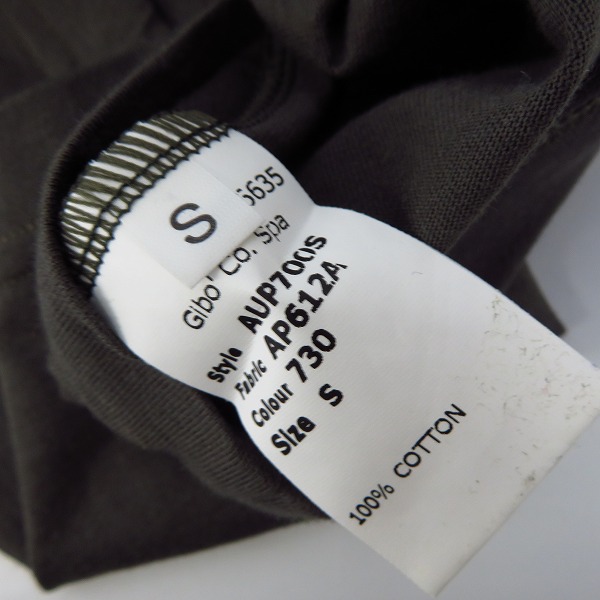 S
5635
Gibo' Co. Spa
Style AUP700S
Fabric AP612A
Colour 730
Size S
100% COTTON